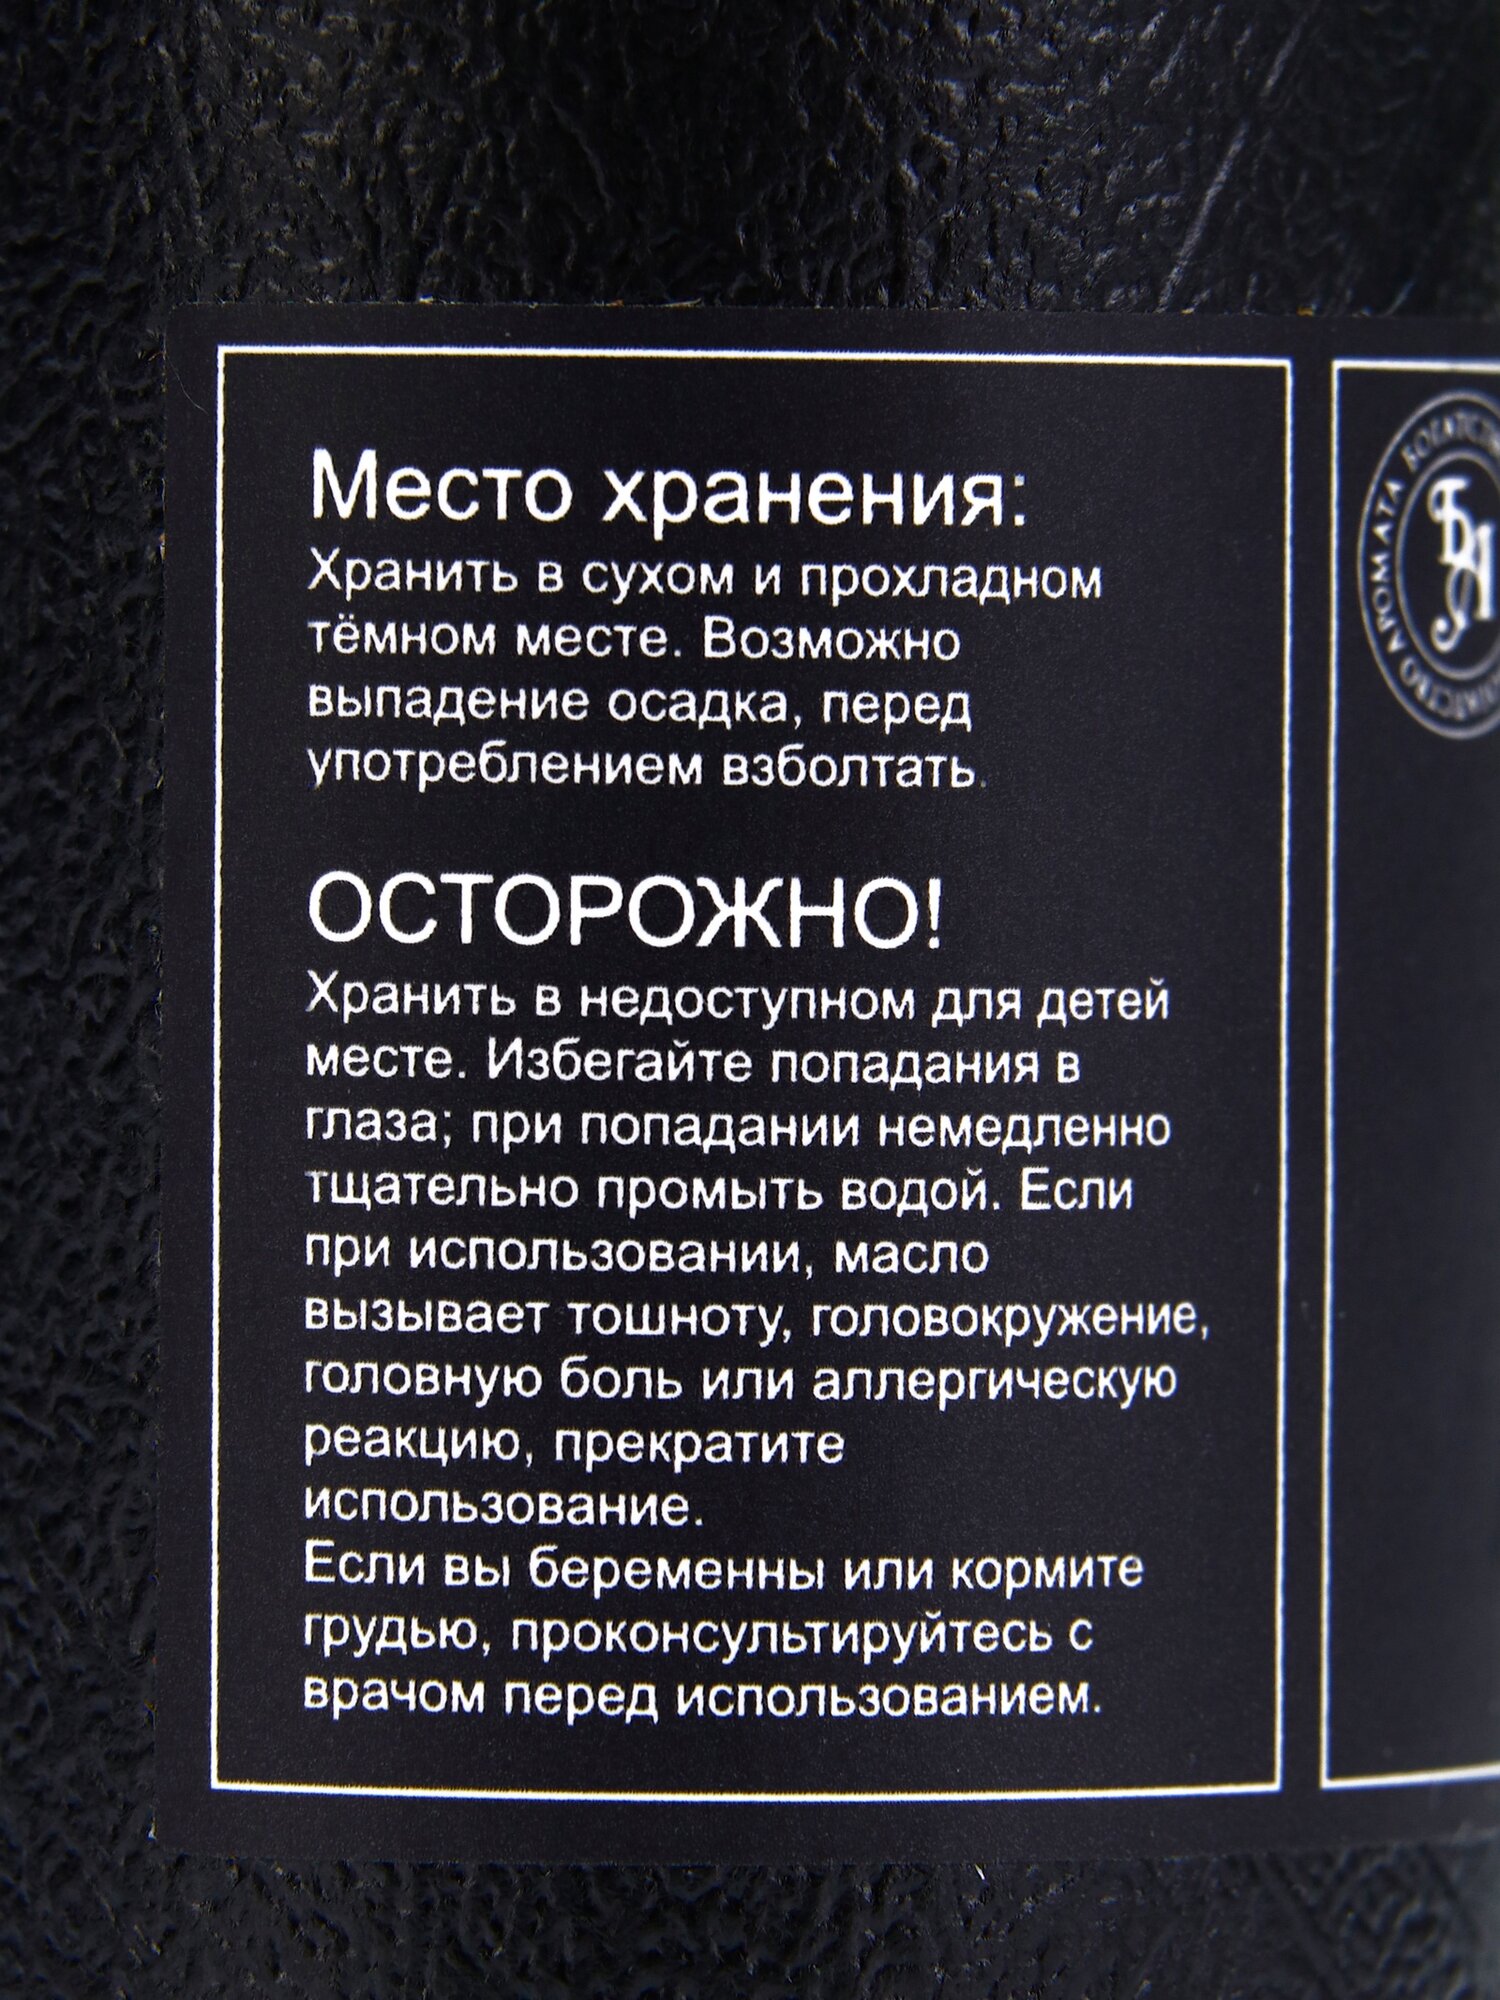 Место хранения:
Хранить в сухом и прохладном
тёмном месте. Возможно
выпадение осадка, перед
употреблением взболтать.
ОСТОРОЖНО!
Хранить в недоступном для детей
месте. Избегайте попадания в
глаза; при попадании немедленно
тщательно промыть водой. Если
при использовании, масло
вызывает тошноту, головокружение,
головную боль или аллергическую
реакцию, прекратите
использование.
Если вы беременны или кормите
грудью, проконсультируйтесь с
врачом перед использованием.
АРОМАТА
БА